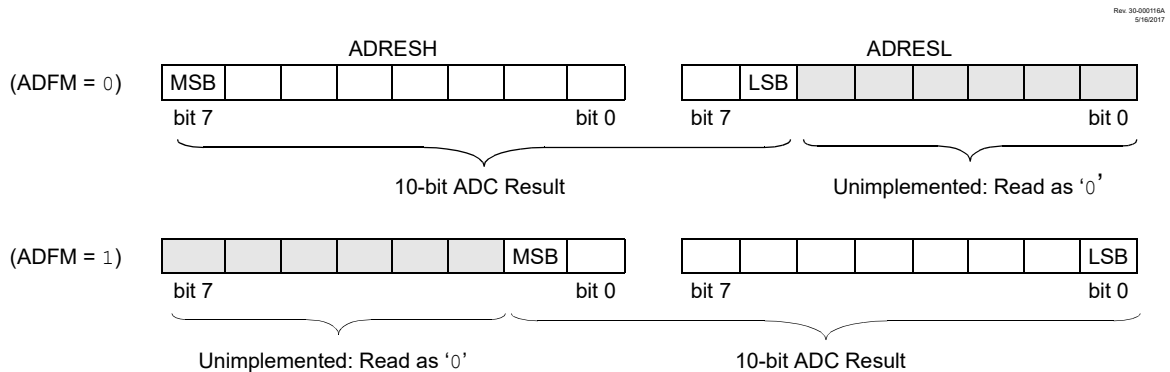 Rev. 30-000116A
5/16/2017
ADRESH ADRESL
(ADFM = 0) MSB LSB
bit 7 bit 0 bit 7 bit 0
10-bit ADC Result Unimplemented: Read as ‘0’
(ADFM = 1) MSB LSB
bit 7 bit 0 bit 7 bit 0
Unimplemented: Read as ‘0’ 10-bit ADC Result